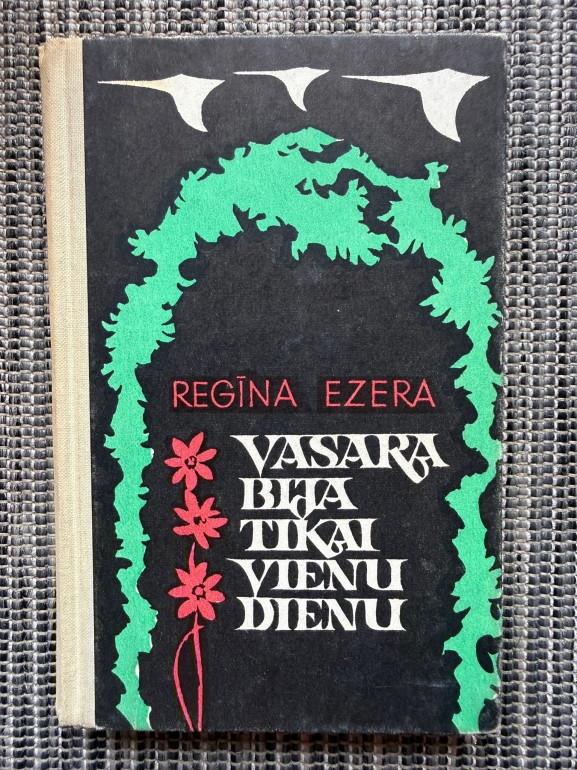 REGĪNA EZERA
VASARA
BIJA
TIKAI
VIENU
DIENU